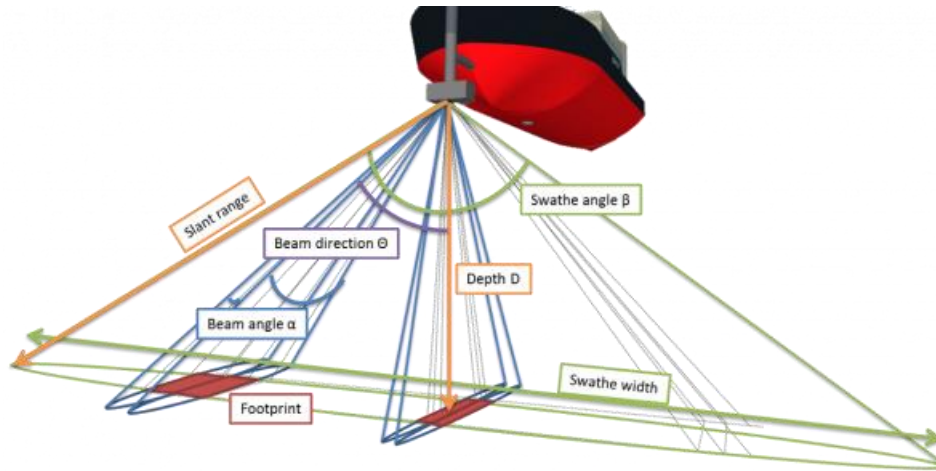 Slant range
Swathe angle β
Beam direction Θ
Depth D
Beam angle α
Swathe width
Footprint